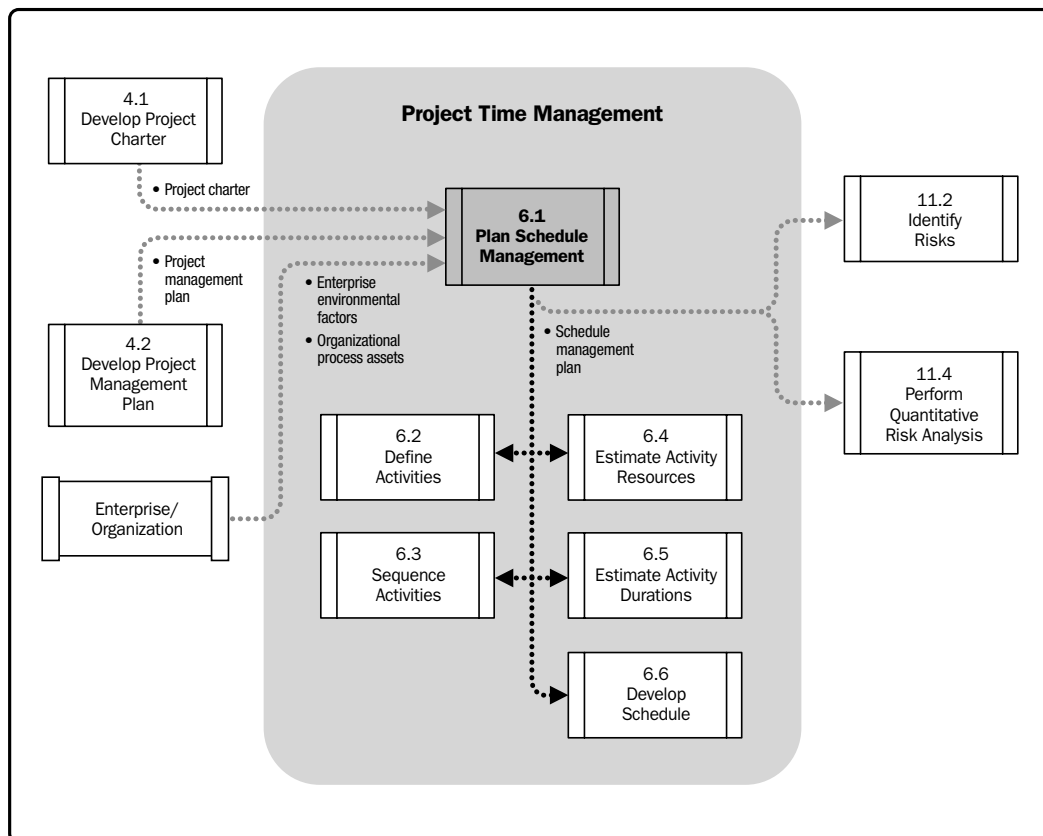 Project Time Management
4.1
Develop Project
Charter
• Project charter
6.1
Plan Schedule
Management
11.2
Identify
Risks
• Project
management
plan
• Enterprise
environmental
factors
• Organizational
process assets
• Schedule
management
plan
4.2
Develop Project
Management
Plan
11.4
Perform
Quantitative
Risk Analysis
6.2
Define
Activities
6.4
Estimate Activity
Resources
Enterprise/
Organization
6.3
Sequence
Activities
6.5
Estimate Activity
Durations
6.6
Develop
Schedule